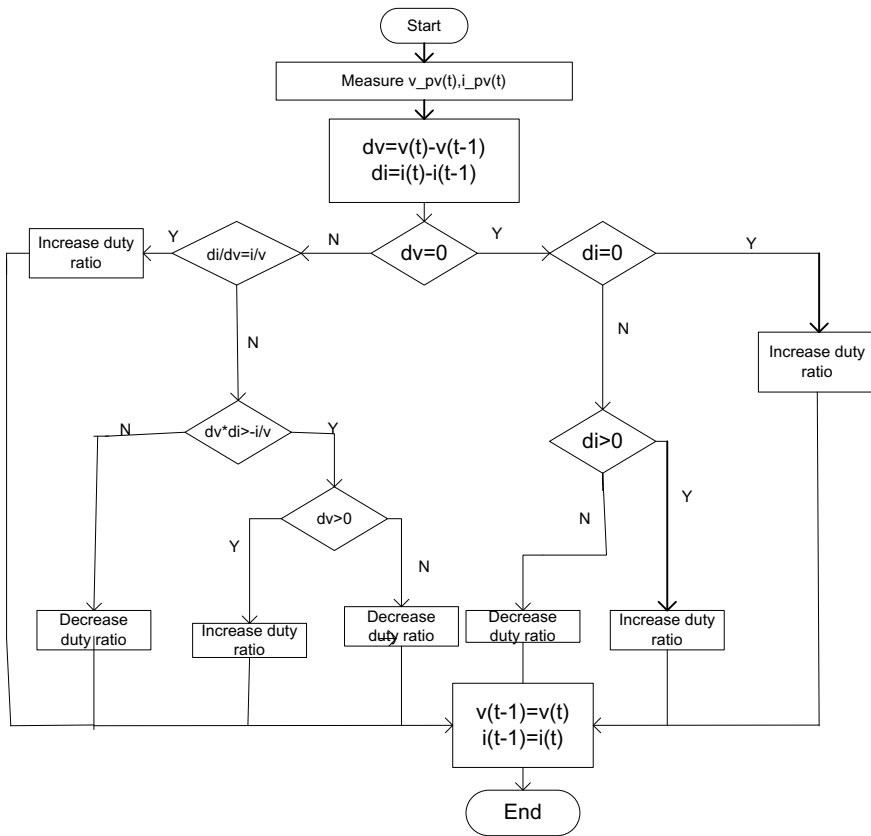 Start
Measure v_pv(t),i_pv(t)
dv=v(t)-v(t-1)
di=i(t)-i(t-1)
Increase duty
ratio
Y
di/dv=i/v
N
dv=0
Y
di=0
Y
N
N
Increase duty
ratio
N
dv*di>-i/v
Y
di>0
Y
dv>0
N
Y
N
Decrease
duty ratio
Increase duty
ratio
Decrease
duty ratio
Decrease
duty ratio
Increase duty
ratio
v(t-1)=v(t)
i(t-1)=i(t)
End